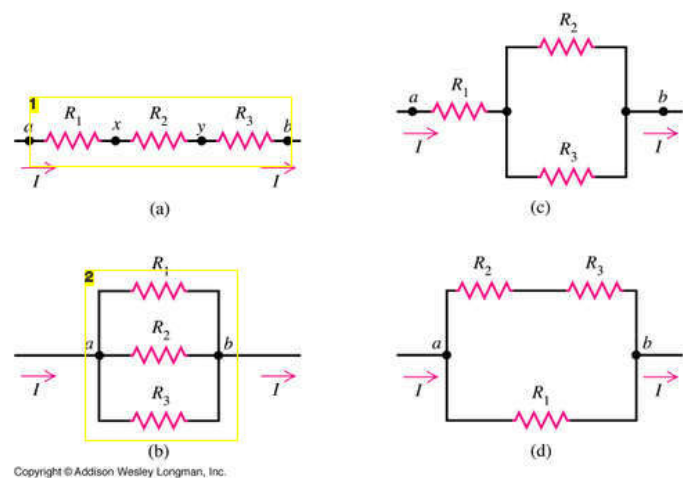 1
R1 R2 R3
a x y b
I I
(a)
R2
a R1 b
I I
R3
(c)
2
R1
R2
a b
I I
R3
(b)
R2 R3
a b
I I
R1
(d)
Copyright © Addison Wesley Longman, Inc.